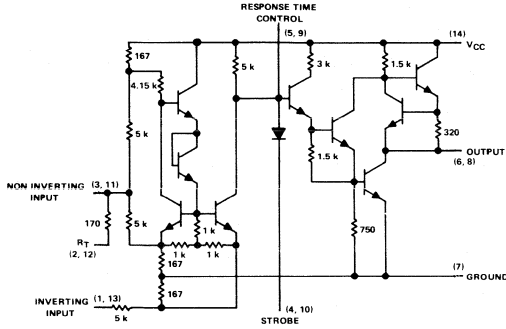 RESPONSE TIME
CONTROL
(5, 9)
(14)
VCC
167
5 k
3 k
1.5 k
4.15 k
5 k
320
1.5 k
OUTPUT
(6, 8)
NON INVERTING
INPUT
(3, 11)
170
5 k
1 k
750
RT
(2, 12)
1 k
1 k
167
(7)
GROUND
167
INVERTING
INPUT
(1, 13)
5 k
(4, 10)
STROBE